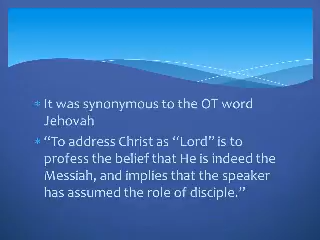 It was synonymous to the OT word
Jehovah
“To address Christ as “Lord” is to
profess the belief that He is indeed the
Messiah, and implies that the speaker
has assumed the role of disciple.”